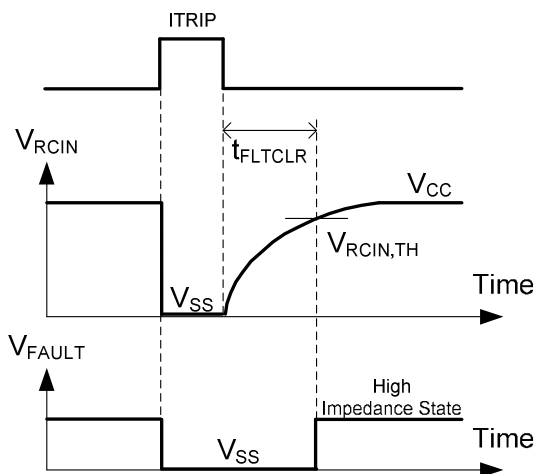 ITRIP
VRCIN
tFLTCLR
VCC
VRCIN,TH
VSS
Time
VFAULT
High
Impedance State
VSS
Time